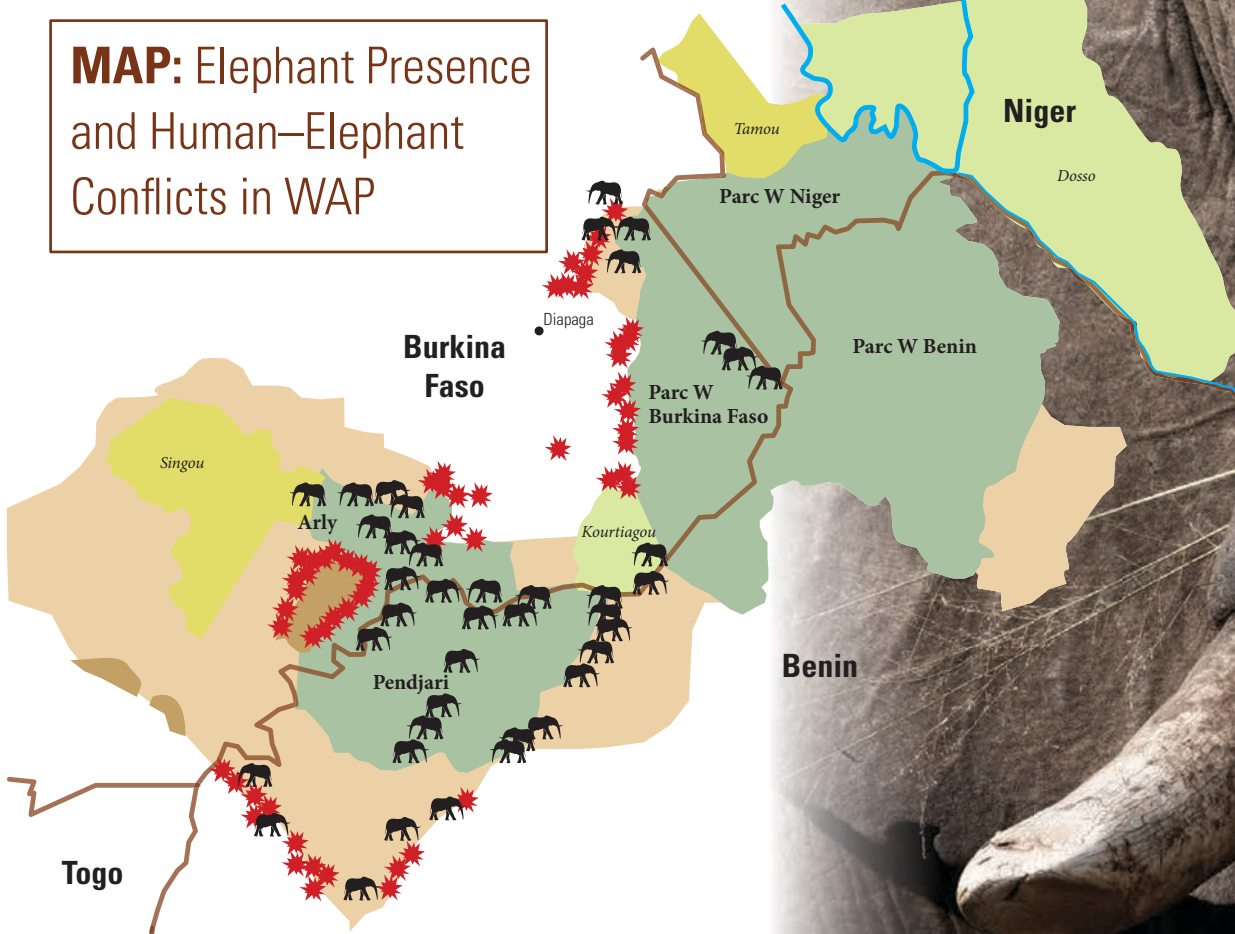 MAP: Elephant Presence
and Human–Elephant
Conflicts in WAP
Niger
Tamou
Dosso
Parc W Niger
Diapaga
Burkina
Faso
Parc W Benin
Parc W
Burkina Faso
Singou
Arly
Kourtiagou
Pendjari
Benin
Togo